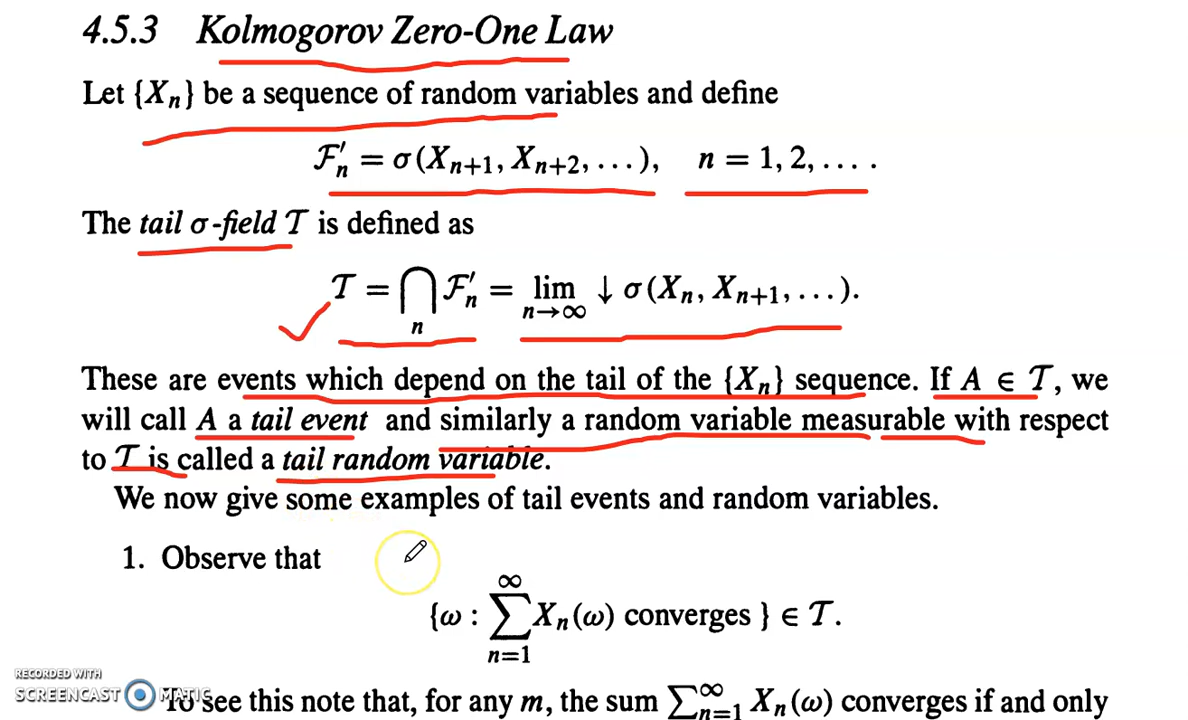 4.5.3 Kolmogorov Zero-One Law
Let {Xₙ} be a sequence of random variables and define
ℱ′ₙ = σ(Xₙ₊₁, Xₙ₊₂, . . . ), n = 1, 2, . . . .
The tail σ-field 𝒯 is defined as
𝒯 = ⋂ₙ ℱ′ₙ = lim n→∞ ↓ σ(Xₙ, Xₙ₊₁, . . . ).
These are events which depend on the tail of the {Xₙ} sequence. If A ∈ 𝒯, we
will call A a tail event and similarly a random variable measurable with respect
to 𝒯 is called a tail random variable.
We now give some examples of tail events and random variables.
1. Observe that
{ω : ∑ₙ₌₁^∞ Xₙ(ω) converges } ∈ 𝒯.
To see this note that, for any m, the sum ∑ₙ₌₁^∞ Xₙ(ω) converges if and only
RECORDED WITH
SCREENCAST MATIC